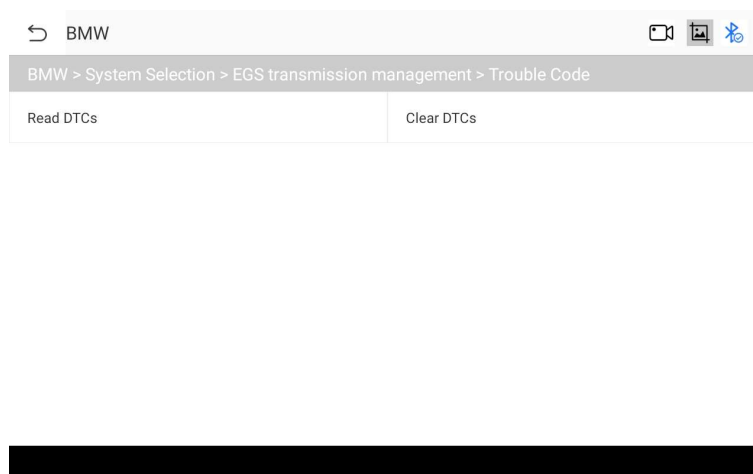 BMW
BMW > System Selection > EGS transmission management > Trouble Code
Read DTCs
Clear DTCs